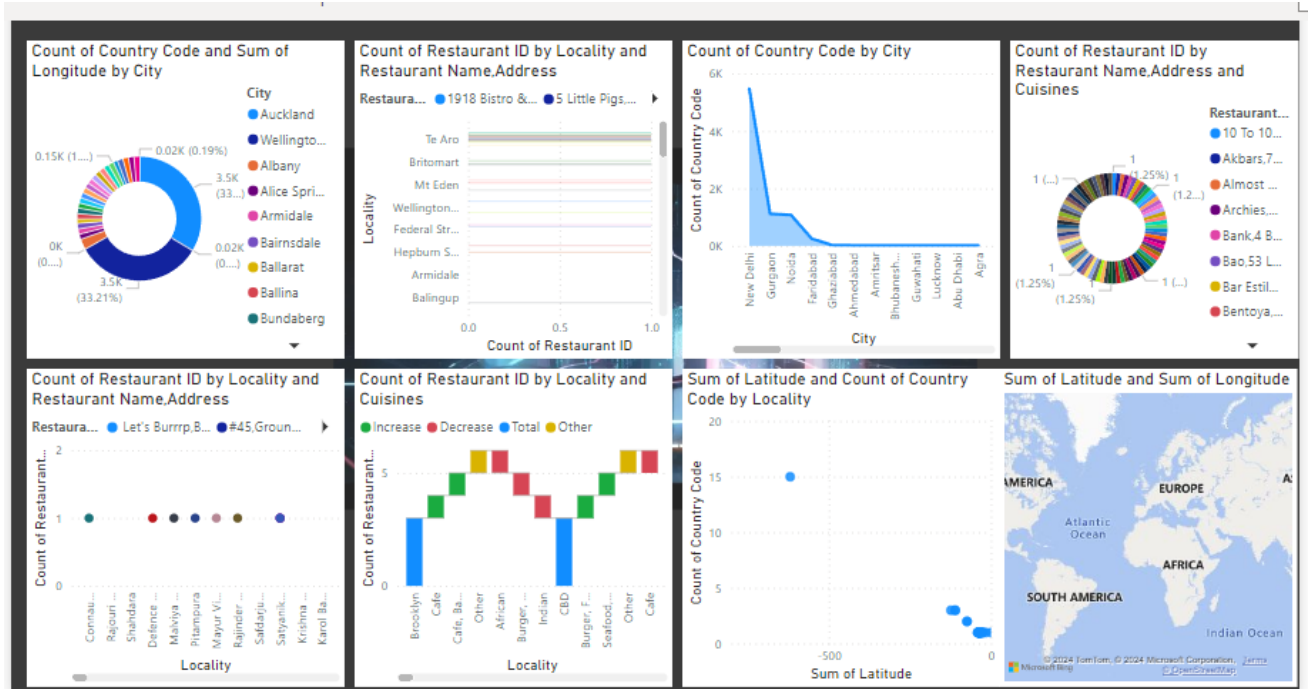 Count of Country Code and Sum of
Longitude by City
City
Auckland
Wellingto...
Albany
Alice Spri...
Armidale
Bairnsdale
Ballarat
Ballina
Bundaberg
0.15K (1....)
0.02K (0.19%)
3.5K
(33...)
0.02K
(0....)
0K
(0....)
3.5K
(33.21%)
Count of Restaurant ID by Locality and
Restaurant Name,Address
Restaura...
1918 Bistro &...
5 Little Pigs,...
Locality
Te Aro
Britomart
Mt Eden
Wellington...
Federal Str...
Hepburn S...
Armidale
Balingup
0.0
0.5
1.0
Count of Restaurant ID
Count of Country Code by City
Count of Country Code
6K
4K
2K
0K
New Delhi
Gurgaon
Noida
Faridabad
Ghaziabad
Ahmedabad
Amritsar
Bhubanesh...
Guwahati
Lucknow
Abu Dhabi
Agra
City
Count of Restaurant ID by
Restaurant Name,Address and
Cuisines
Restaurant...
10 To 10...
Akbars,7...
Almost ...
Archies,...
Bank,4 B...
Bao,53 L...
Bar Estil...
Bentoya,...
1
(1.25%)
1 (...)
1
(1.2...)
1
(1.25%)
1
(1.25%)
1 (...)
Count of Restaurant ID by Locality and
Restaurant Name,Address
Restaura...
Let's Burrrp,B...
#45,Groun...
Count of Restaurant...
2
1
0
Connau...
Rajouri ...
Shahdara
Defence ...
Malviya ...
Pitampura
Mayur Vi...
Rajinder ...
Safdarju...
Satyanik...
Krishna ...
Karol Ba...
Locality
Count of Restaurant ID by Locality and
Cuisines
Increase
Decrease
Total
Other
Count of Restaurant...
5
0
Brooklyn
Cafe
Cafe, Ba...
Other
African
Burger, ...
Indian
CBD
Burger, F...
Seafood,...
Other
Cafe
Locality
Sum of Latitude and Count of Country
Code by Locality
Count of Country Code
20
15
10
5
0
-500
0
Sum of Latitude
Sum of Latitude and Sum of Longitude
AMERICA
EUROPE
Atlantic
Ocean
AFRICA
SOUTH AMERICA
Indian Ocean
Microsoft Bing
© 2024 TomTom, © 2024 Microsoft Corporation, Terms
© OpenStreetMap